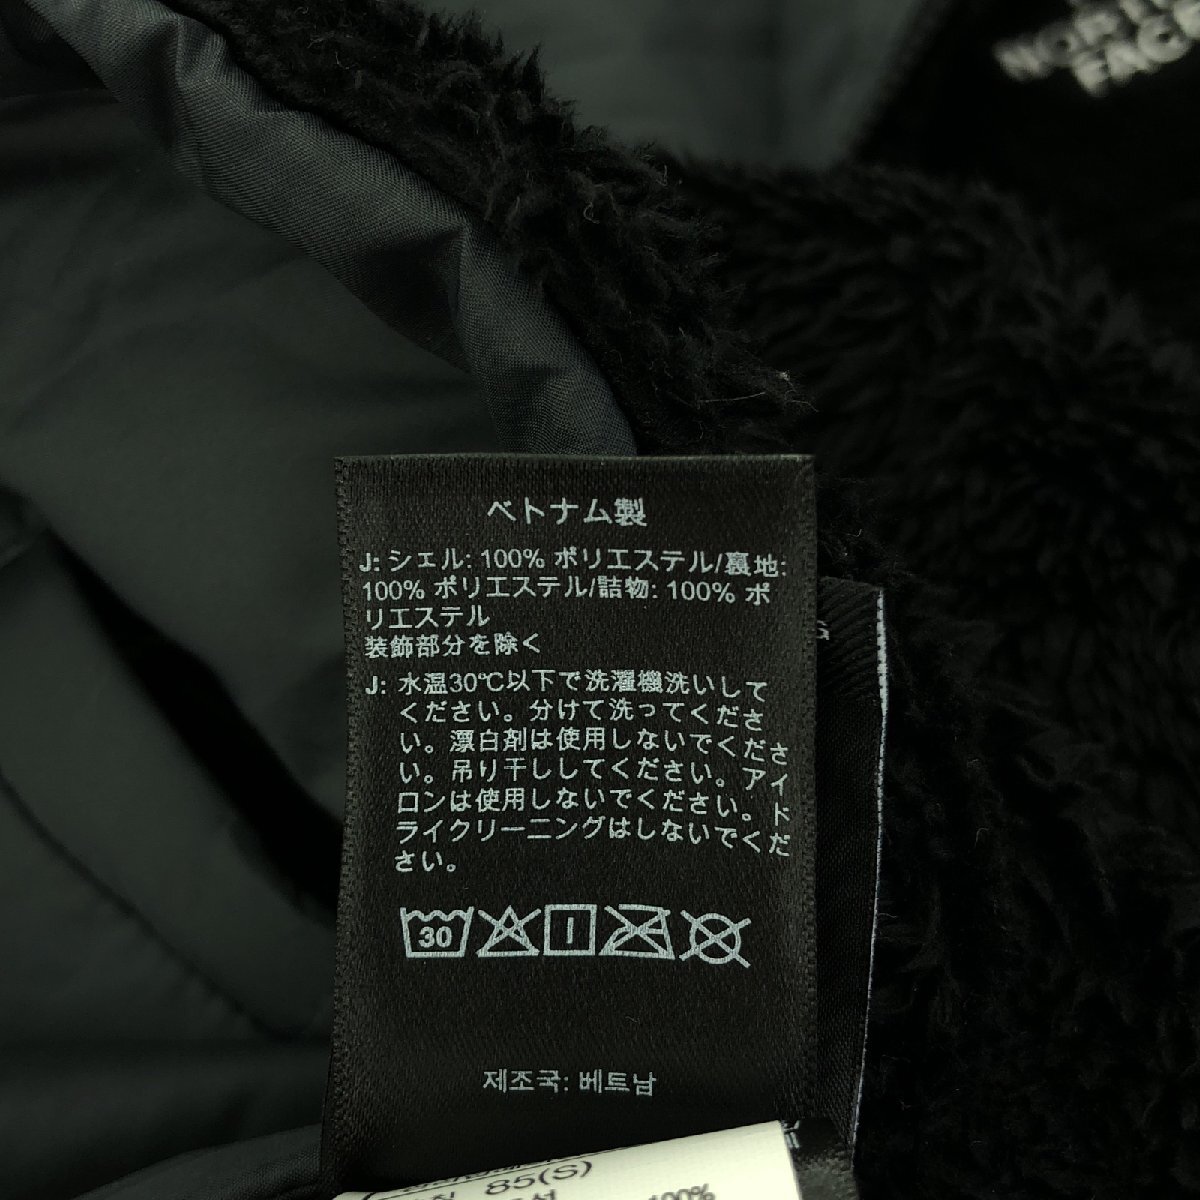 NORTH
FACE
ベトナム製
J: シェル: 100% ポリエステル/裏地:
100% ポリエステル/詰物: 100% ポ
リエステル
装飾部分を除く
J: 水温30℃以下で洗濯機洗いして
ください。分けて洗ってくださ
い。漂白剤は使用しないでくださ
い。吊り干ししてください。アイ
ロンは使用しないでください。ド
ライクリーニングはしないでくだ
さい。
30
제조국: 베트남
85(S)
100%